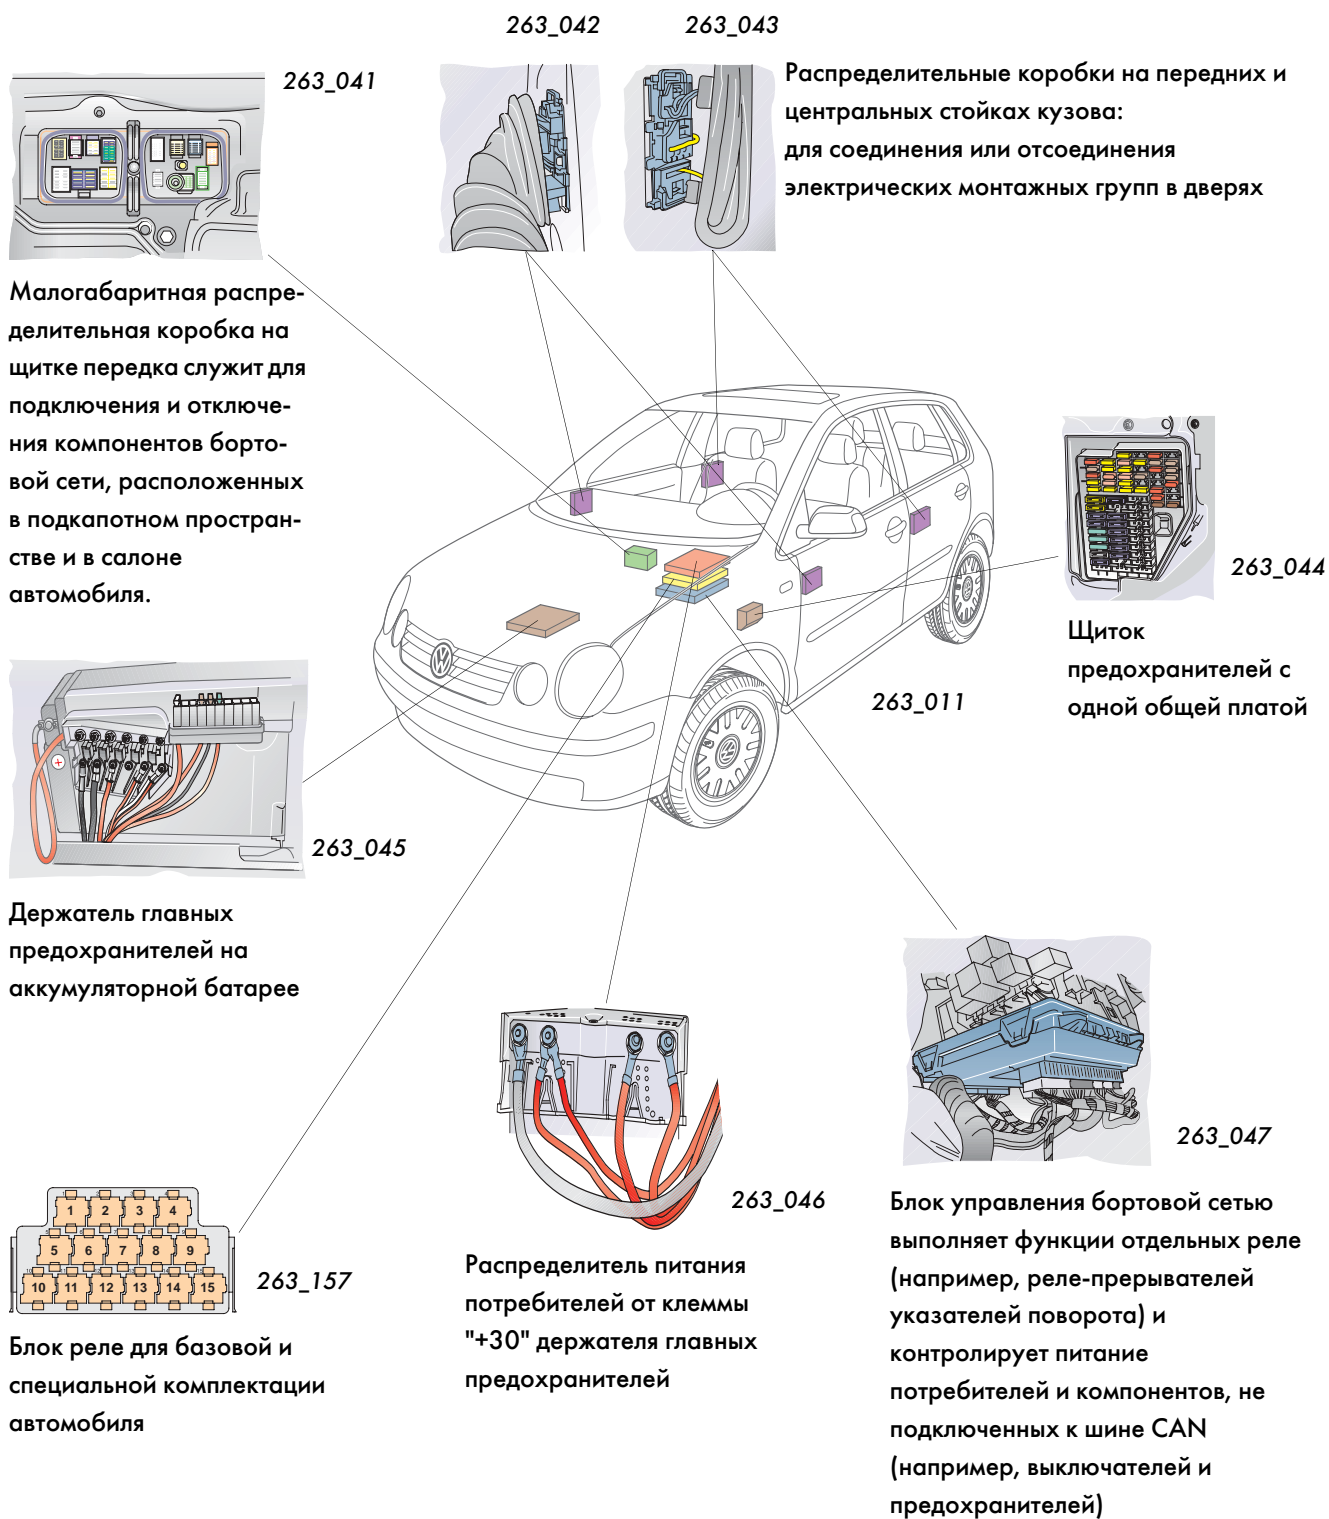 263_042
263_043
263_041
Распределительные коробки на передних и
центральных стойках кузова:
для соединения или отсоединения
электрических монтажных групп в дверях
Малогабаритная распре-
делительная коробка на
щитке передка служит для
подключения и отключе-
ния компонентов борто-
вой сети, расположенных
в подкапотном простран-
стве и в салоне
автомобиля.
263_044
Щиток
предохранителей с
одной общей платой
263_011
263_045
Держатель главных
предохранителей на
аккумуляторной батарее
263_047
Блок управления бортовой сетью
выполняет функции отдельных реле
(например, реле-прерывателей
указателей поворота) и
контролирует питание
потребителей и компонентов, не
подключенных к шине CAN
(например, выключателей и
предохранителей)
263_046
Распределитель питания
потребителей от клеммы
"+30" держателя главных
предохранителей
1 2 3 4
5 6 7 8 9
10 11 12 13 14 15
263_157
Блок реле для базовой и
специальной комплектации
автомобиля